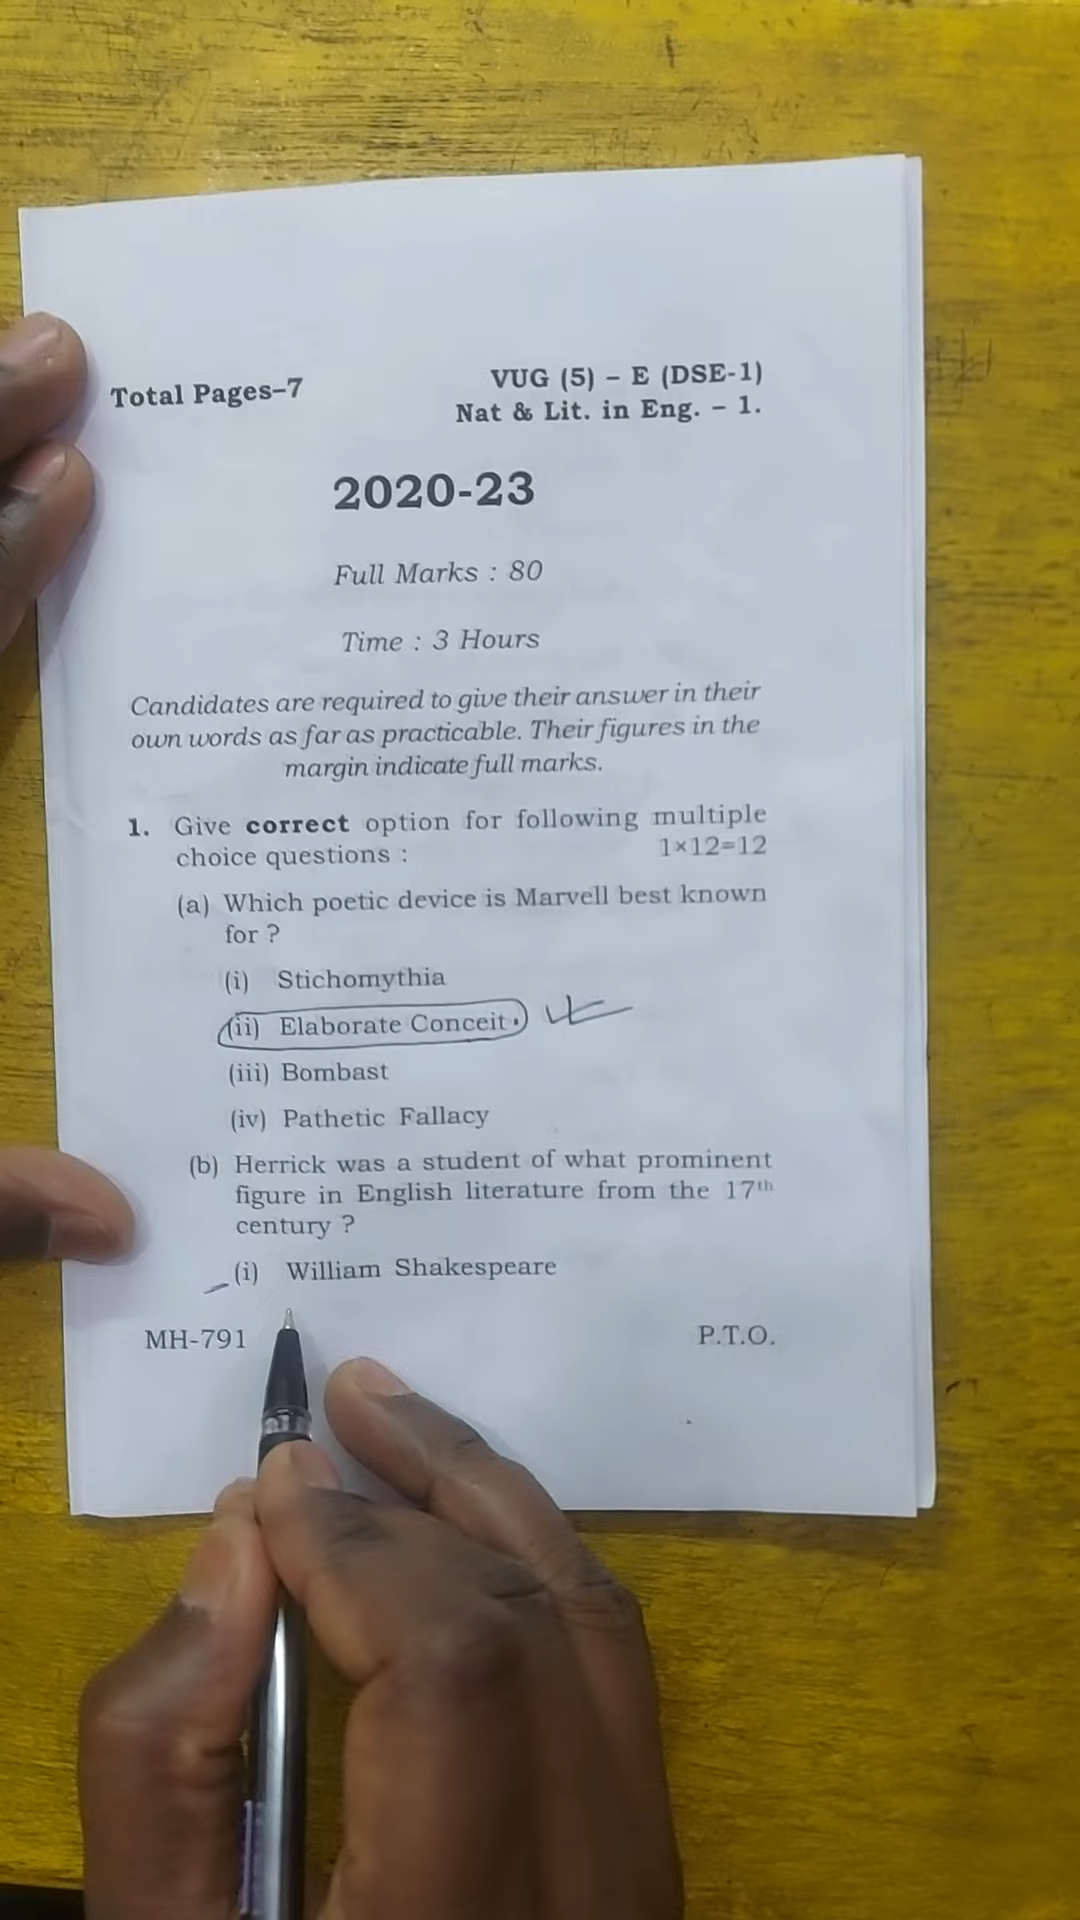 Total Pages–7
VUG (5) – E (DSE-1)
Nat & Lit. in Eng. – 1.
2020-23
Full Marks : 80
Time : 3 Hours
Candidates are required to give their answer in their
own words as far as practicable. Their figures in the
margin indicate full marks.
1. Give correct option for following multiple
choice questions : 1×12=12
(a) Which poetic device is Marvell best known
for ?
(i) Stichomythia
(ii) Elaborate Conceit
(iii) Bombast
(iv) Pathetic Fallacy
(b) Herrick was a student of what prominent
figure in English literature from the 17th
century ?
(i) William Shakespeare
MH-791 P.T.O.